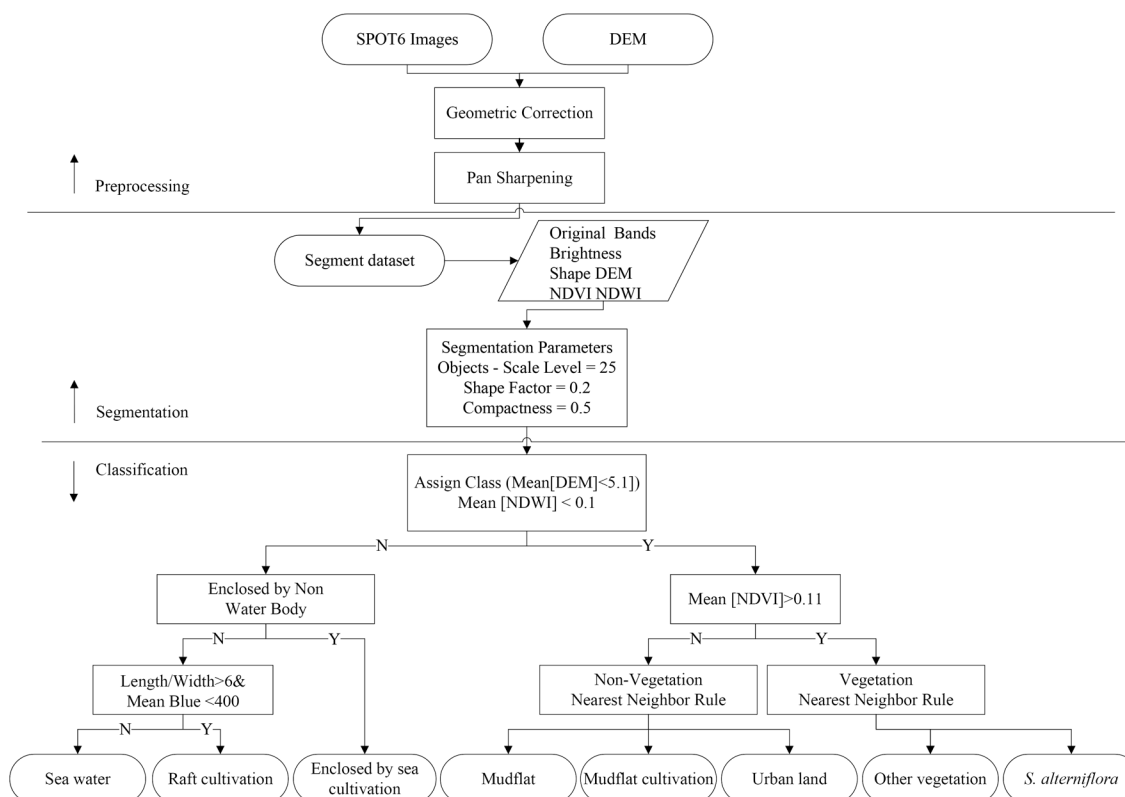 SPOT6 Images
DEM
Geometric Correction
Pan Sharpening
Preprocessing
Original Bands
Brightness
Shape DEM
NDVI NDWI
Segment dataset
Segmentation Parameters
Objects - Scale Level = 25
Shape Factor = 0.2
Compactness = 0.5
Segmentation
Classification
Assign Class (Mean[DEM]<5.1])
Mean [NDWI] < 0.1
N
Y
Enclosed by Non
Water Body
Mean [NDVI]>0.11
N
Y
N
Y
Length/Width>6&
Mean Blue <400
Non-Vegetation
Nearest Neighbor Rule
Vegetation
Nearest Neighbor Rule
N
Y
Sea water
Raft cultivation
Enclosed by sea
cultivation
Mudflat
Mudflat cultivation
Urban land
Other vegetation
S. alterniflora